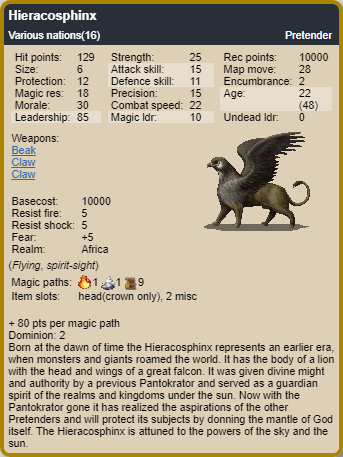 Hieracosphinx
Various nations(16) Pretender
Hit points: 129 Strength: 25 Rec points: 10000
Size: 6 Attack skill: 15 Map move: 28
Protection: 12 Defence skill: 11 Encumbrance: 2
Magic res: 18 Precision: 15 Age: 22
Morale: 30 Combat speed: 22 (48)
Leadership: 85 Magic ldr: 10 Undead ldr: 0
Weapons:
Beak
Claw
Claw
Basecost: 10000
Resist fire: 5
Resist shock: 5
Fear: +5
Realm: Africa
(Flying, spirit-sight)
Magic paths: 1 1 9
Item slots: head(crown only), 2 misc
+ 80 pts per magic path
Dominion: 2
Born at the dawn of time the Hieracosphinx represents an earlier era,
when monsters and giants roamed the world. It has the body of a lion
with the head and wings of a great falcon. It was given divine might
and authority by a previous Pantokrator and served as a guardian
spirit of the realms and kingdoms under the sun. Now with the
Pantokrator gone it has realized the aspirations of the other
Pretenders and will protect its subjects by donning the mantle of God
itself. The Hieracosphinx is attuned to the powers of the sky and the
sun.